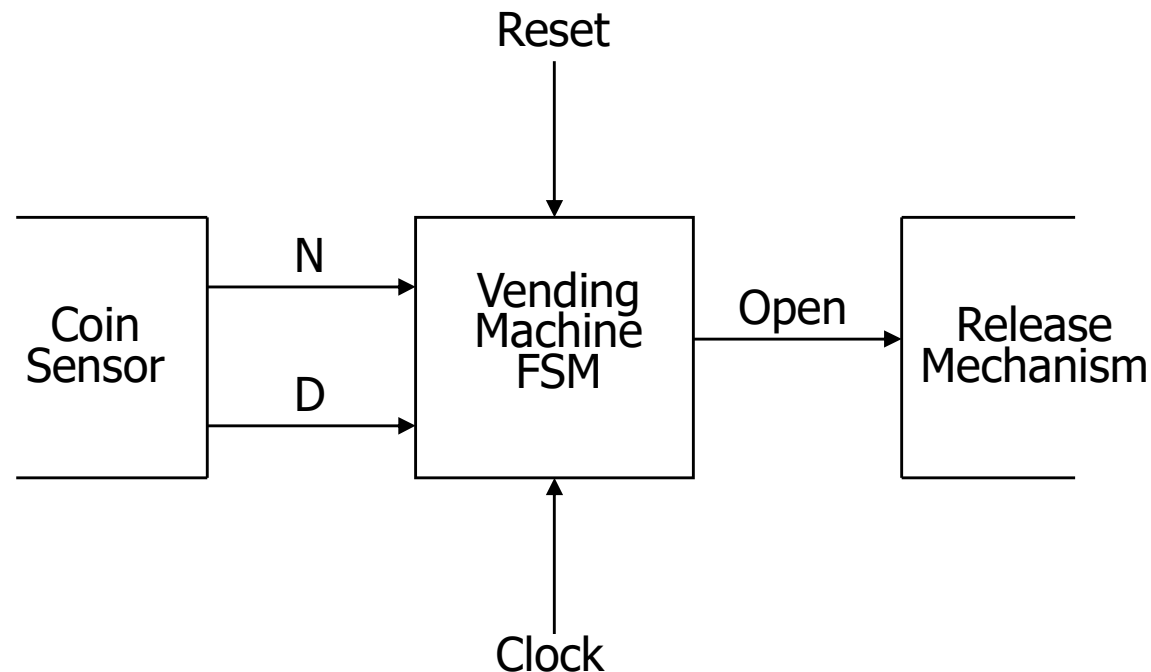 Reset
N
Coin
Sensor
D
Vending
Machine
FSM
Open
Release
Mechanism
Clock